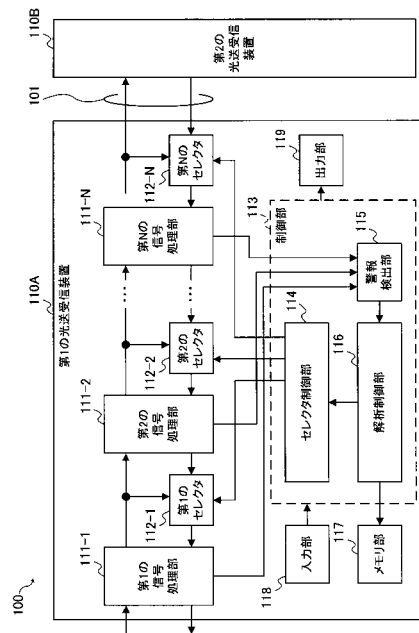 100
110A
第1の光送受信装置
110B
第2の
光送受信
装置
101
111-1
第1の信号
処理部
112-1
第1の
セレクタ
111-2
第2の信号
処理部
112-2
第2の
セレクタ
111-N
第Nの信号
処理部
112-N
第Nの
セレクタ
…
…
113
制御部
114
セレクタ制御部
115
警報
検出部
116
解析制御部
117
メモリ部
118
入力部
119
出力部